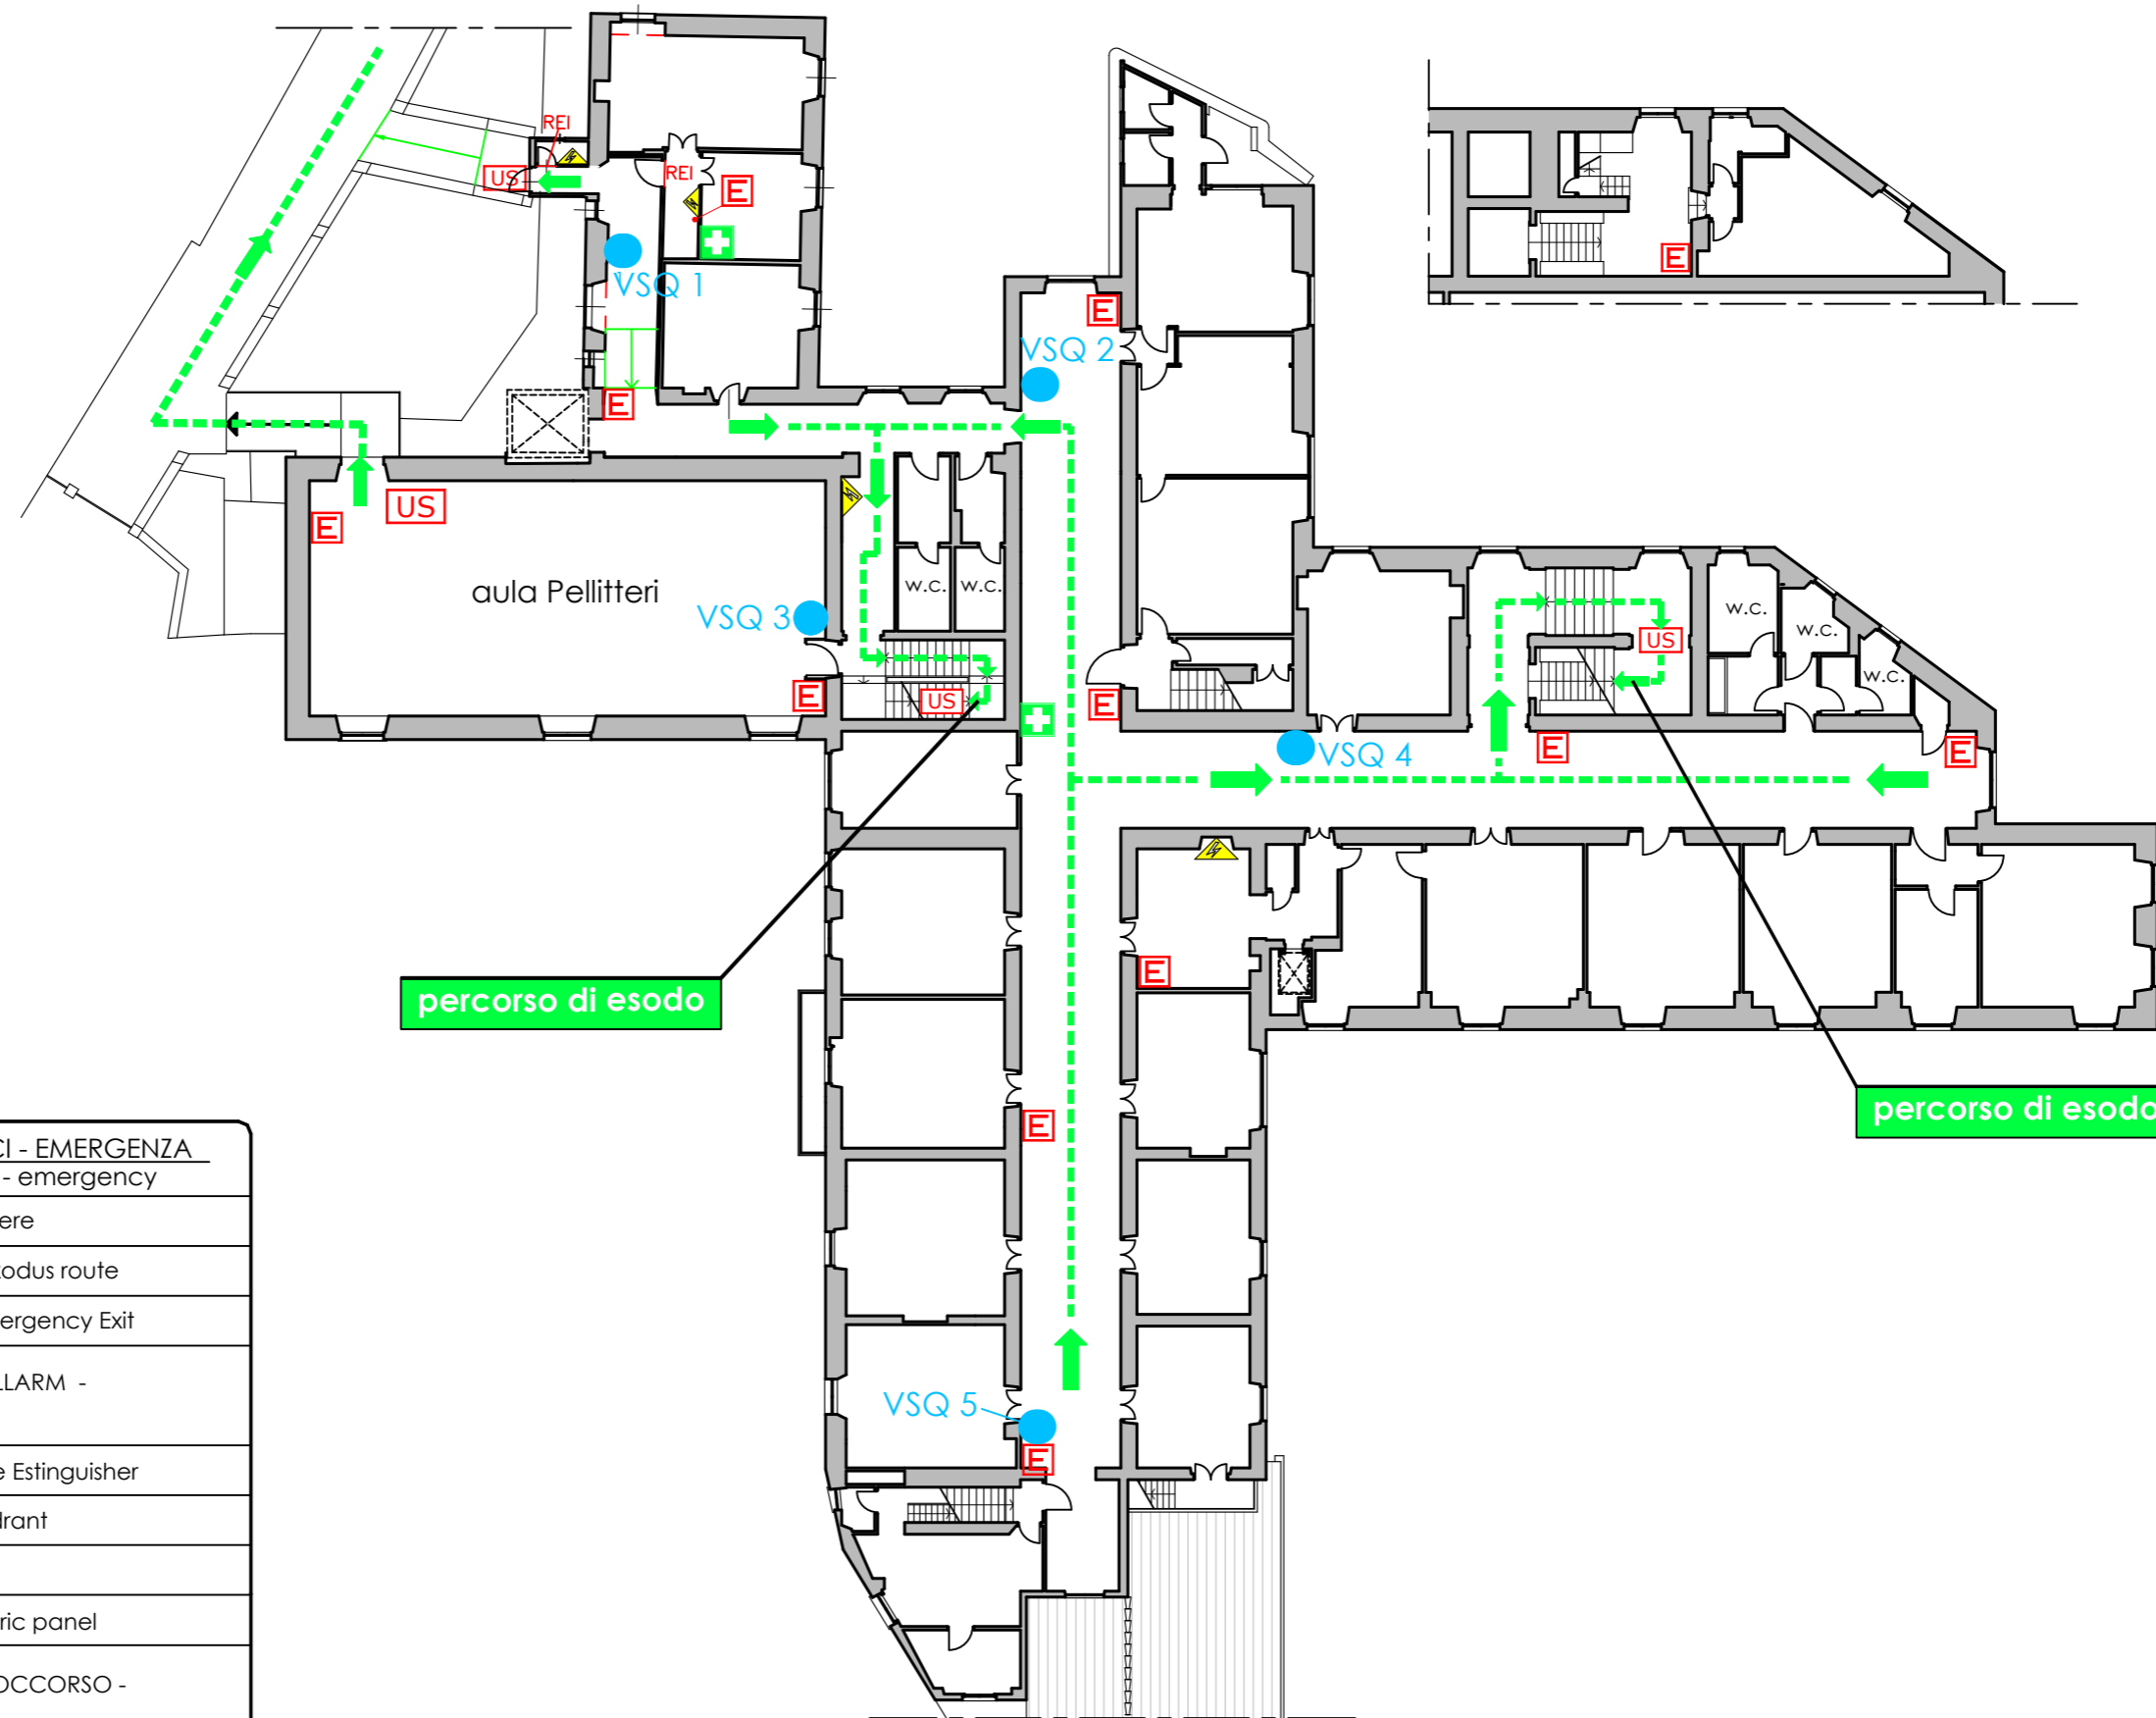 REI
REI
US
E
E
VSQ 1
E
VSQ 2
E
E
US
E
aula Pellitteri
VSQ 3
w.c.
w.c.
w.c.
w.c.
w.c.
US
US
E
E
E
E
VSQ 4
E
percorso di esodo
percorso di esodo
E
VSQ 5
E
CI - EMERGENZA
- emergency
ere
odus route
ergency Exit
LLARM -
e Estinguisher
drant
ric panel
OCCORSO -